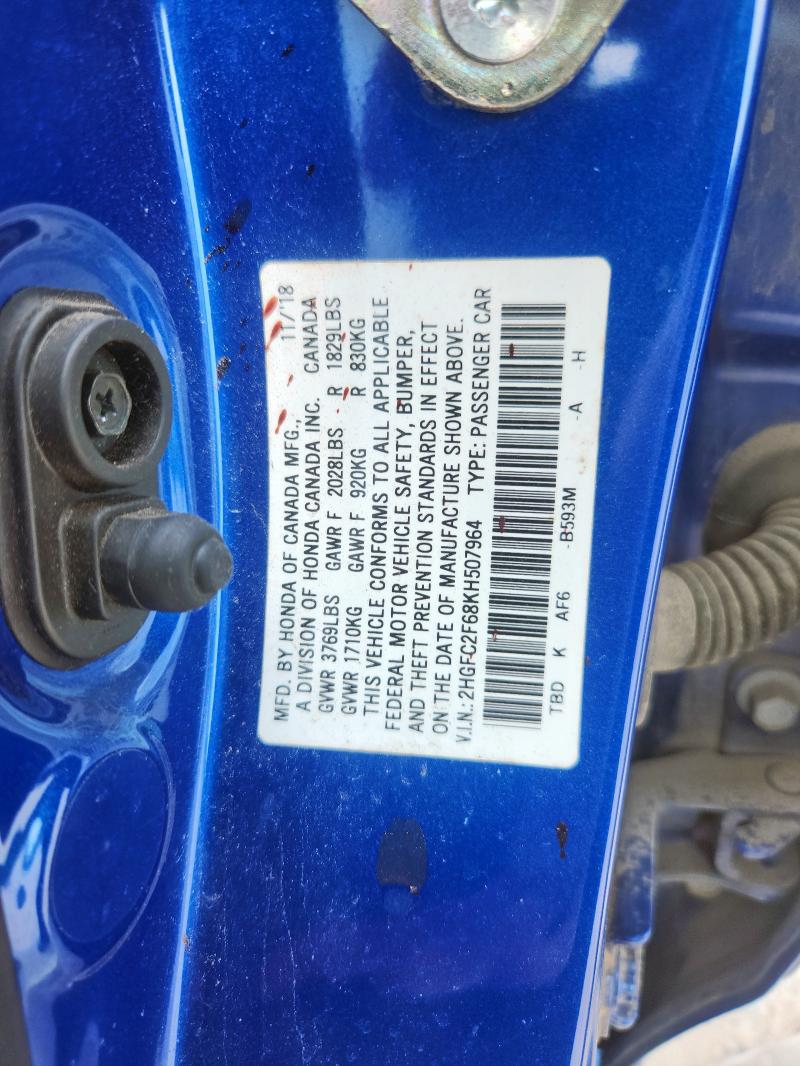 MFD. BY HONDA OF CANADA MFG., 11/18
A DIVISION OF HONDA CANADA INC. CANADA
GVWR 3769LBS GAWR F 2028LBS R 1829LBS
GVWR 1710KG GAWR F 920KG R 830KG
THIS VEHICLE CONFORMS TO ALL APPLICABLE
FEDERAL MOTOR VEHICLE SAFETY, BUMPER,
AND THEFT PREVENTION STANDARDS IN EFFECT
ON THE DATE OF MANUFACTURE SHOWN ABOVE.
V.I.N.: 2HGFC2F68KH507964 TYPE: PASSENGER CAR
TBD K AF6 -B593M -A -H